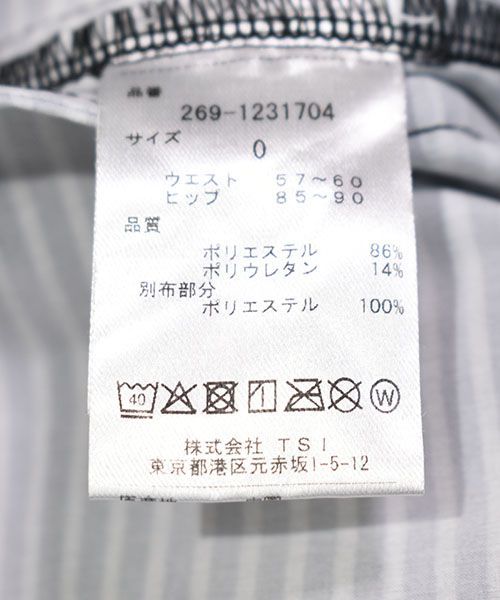 品番
269-1231704
サイズ
0
ウエスト 57～60
ヒップ 85～90
品質
ポリエステル 86%
ポリウレタン 14%
別布部分
ポリエステル 100%
40 W
株式会社 TSI
東京都港区元赤坂1-5-12